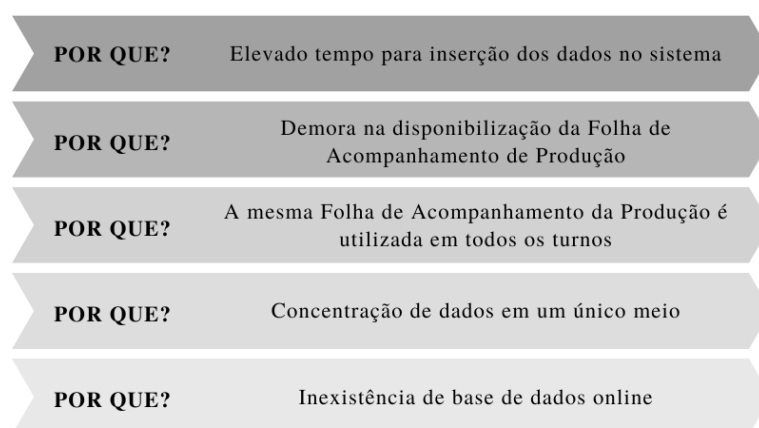 POR QUE? Elevado tempo para inserção dos dados no sistema
POR QUE? Demora na disponibilização da Folha de
Acompanhamento de Produção
POR QUE? A mesma Folha de Acompanhamento da Produção é
utilizada em todos os turnos
POR QUE? Concentração de dados em um único meio
POR QUE? Inexistência de base de dados online